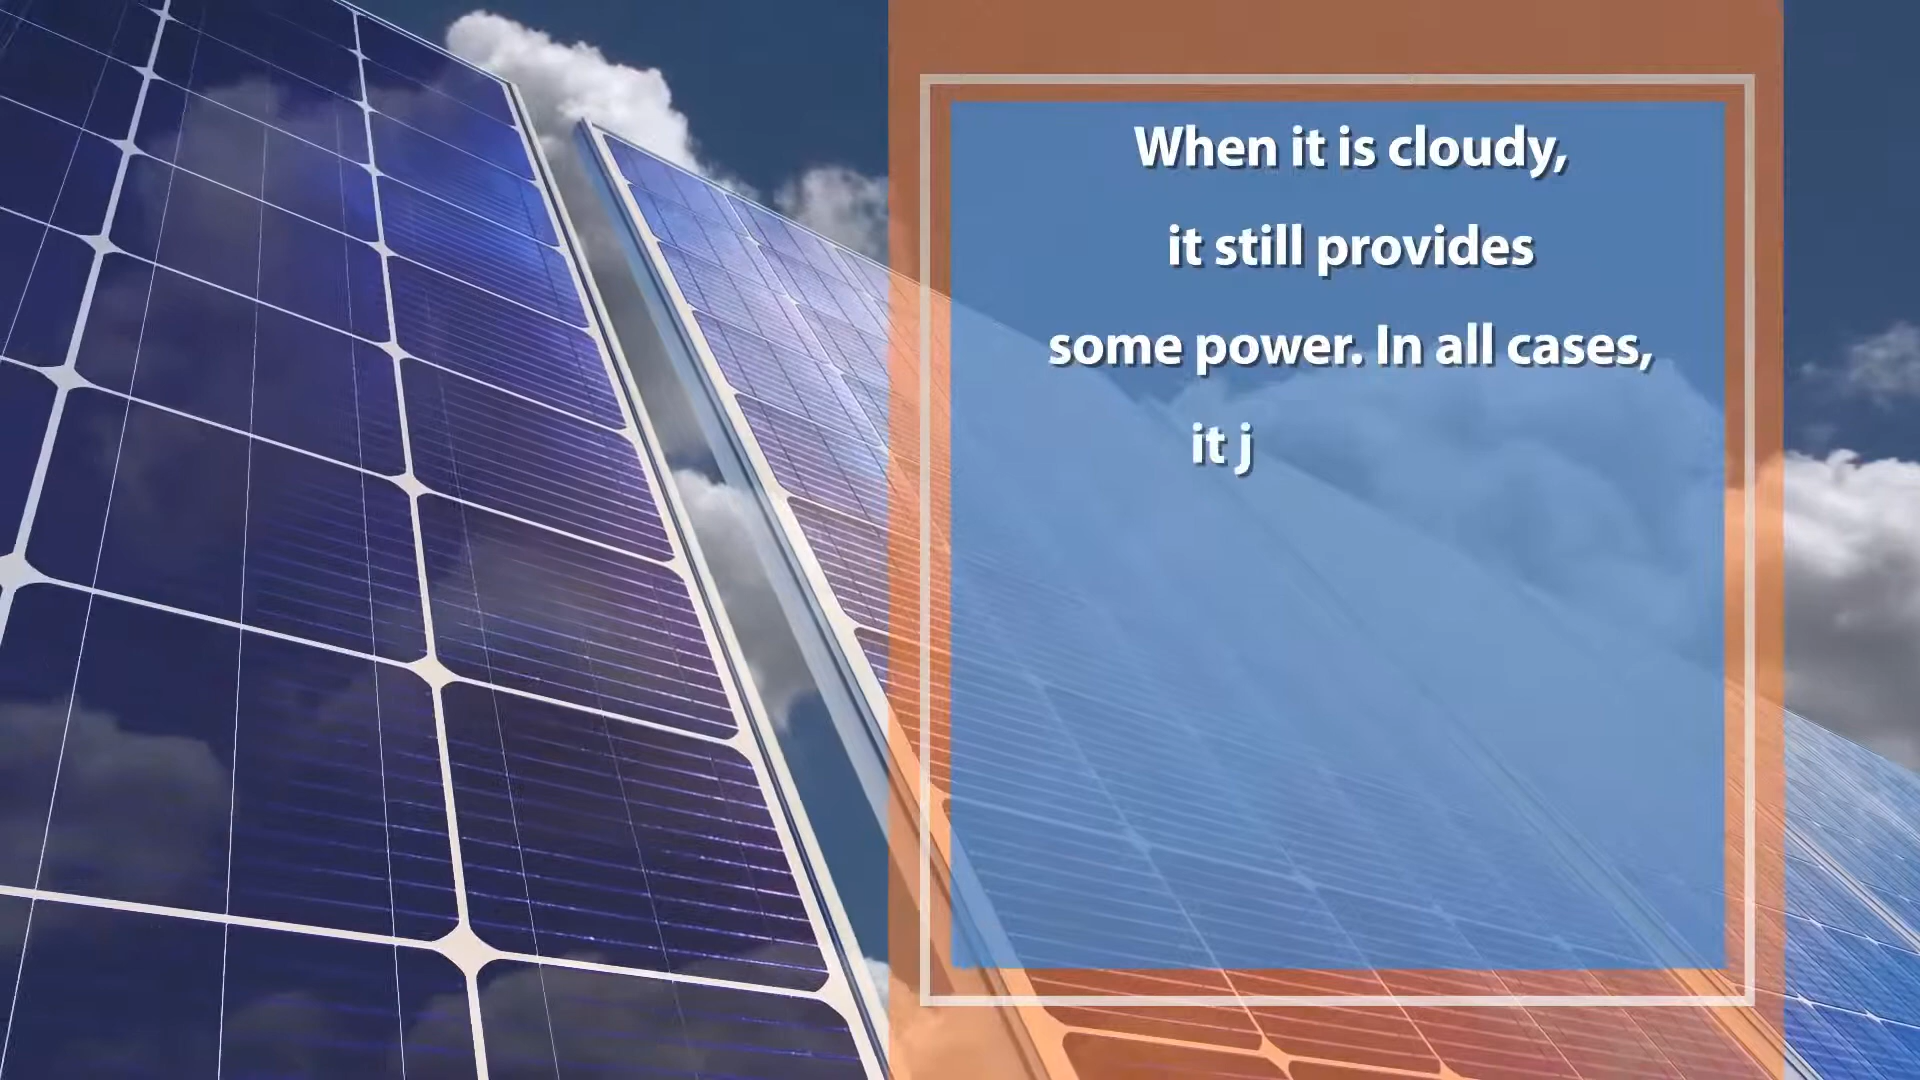 When it is cloudy,
it still provides
some power. In all cases,
it j